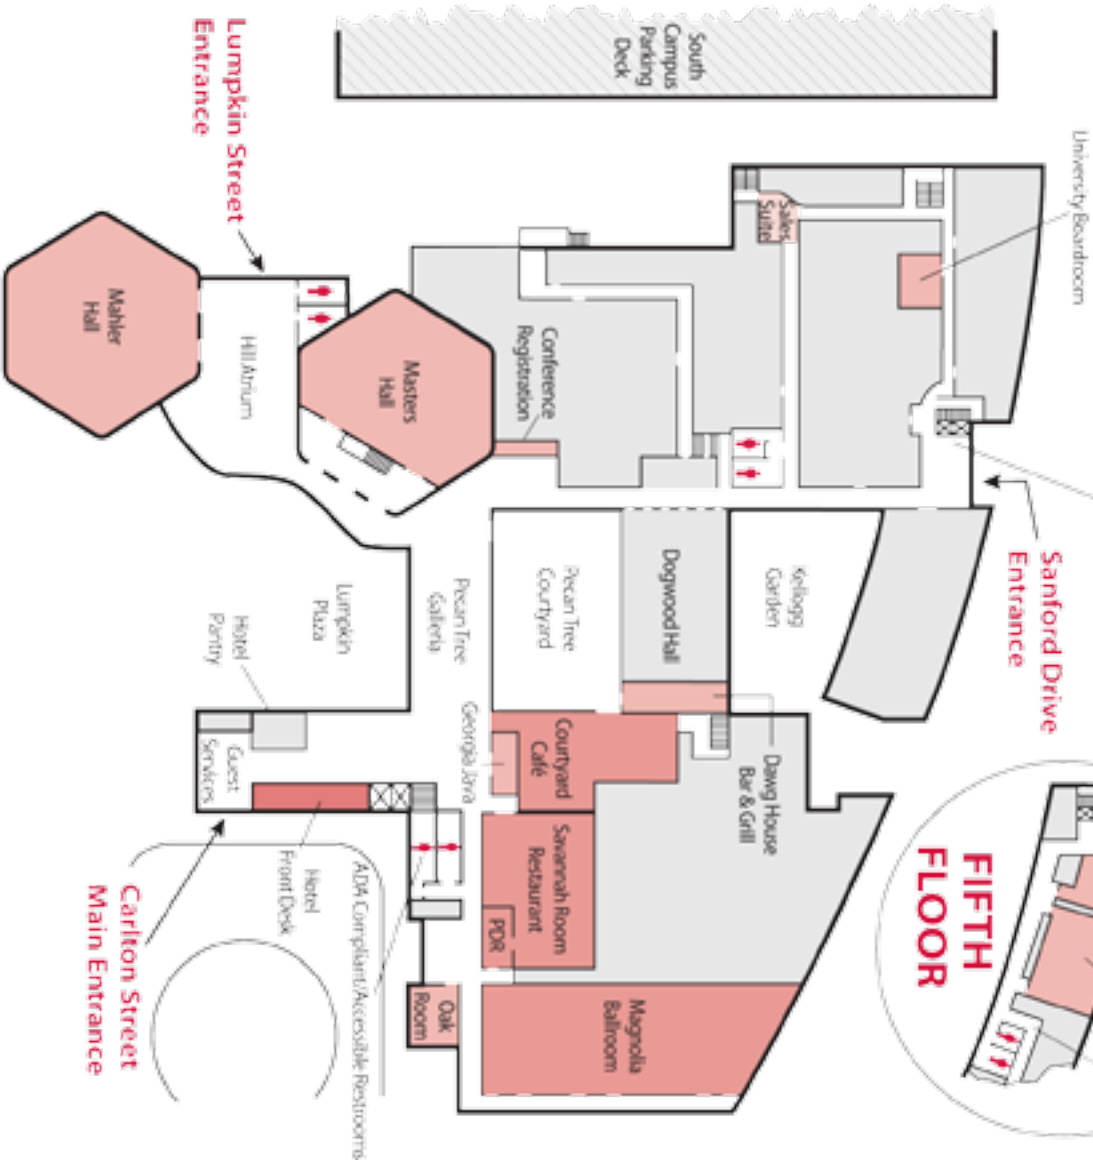 South
Campus
Parking
Deck
Lumpkin Street
Entrance
University Boardroom
Sales
Suite
Mahler
Hall
Hill Atrium
Masters
Hall
Conference
Registration
Sanford Drive
Entrance
Kellogg
Garden
Dogwood Hall
Pecan Tree
Courtyard
Pecan Tree
Galleria
Lumpkin
Plaza
Hotel
Pantry
Georgia Java
Courtyard
Café
Dawg House
Bar & Grill
Guest
Services
Savannah Room
Restaurant
PDR
Hotel
Front Desk
ADA Compliant/Accessible Restrooms
Carlton Street
Main Entrance
Oak
Room
Magnolia
Ballroom
FIFTH
FLOOR